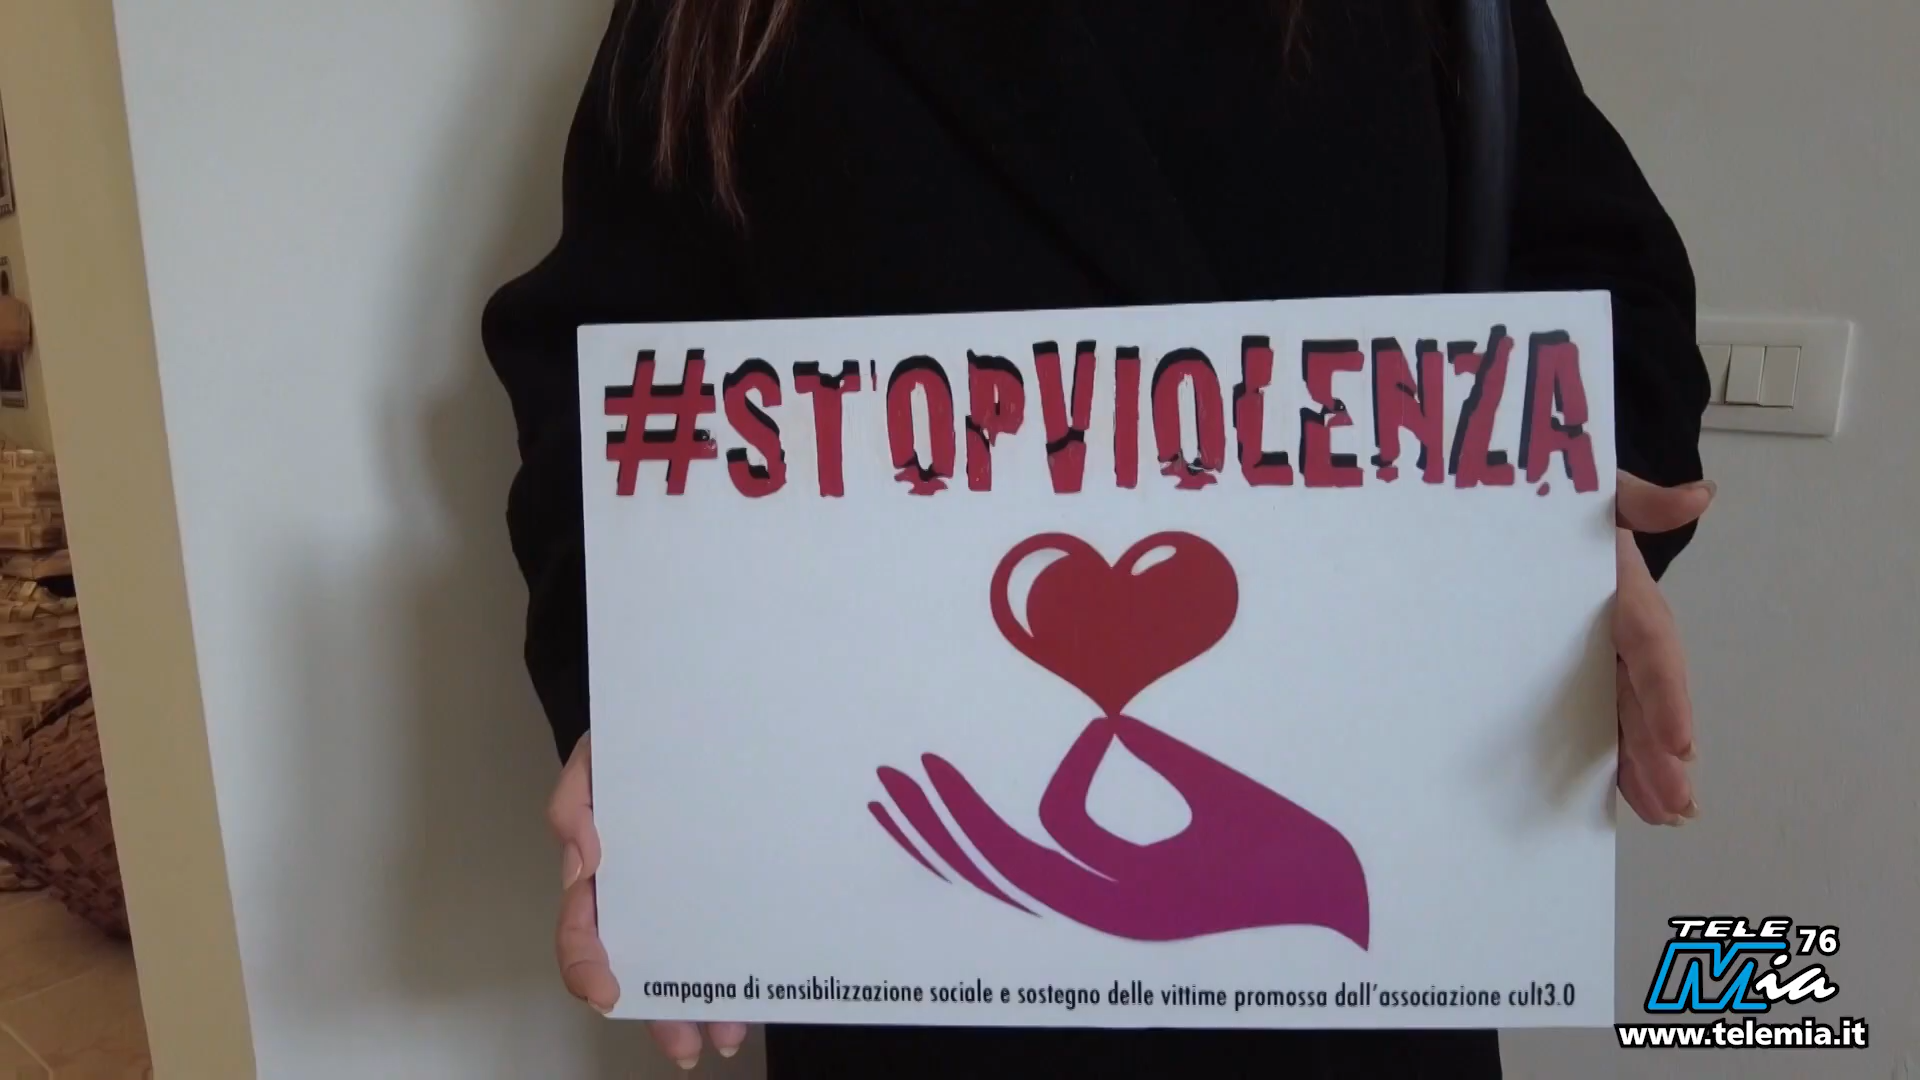 #STOPVIOLENZA
campagna di sensibilizzazione sociale e sostegno delle vittime promossa dall'associazione cult3.0
TELE
Mia 76
www.telemia.it